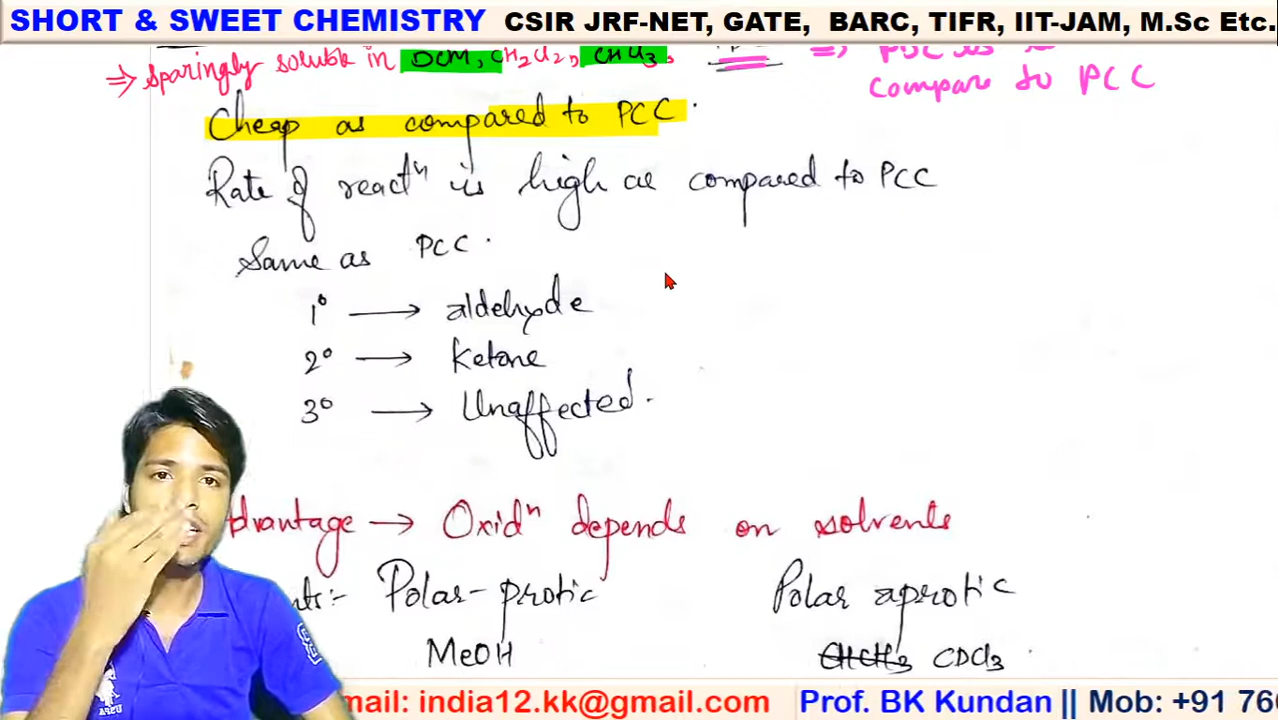 SHORT & SWEET CHEMISTRY CSIR JRF-NET, GATE, BARC, TIFR, IIT-JAM, M.Sc Etc.
⇒ Sparingly soluble in DCM, CH2Cl2, CHCl3,
compare to PCC
Cheap as compared to PCC.
Rate of reactⁿ is high as compared to PCC
Same as PCC.
1° → aldehyde
2° → Ketone
3° → Unaffected.
dvantage → Oxidⁿ depends on solvents
nts:- Polar-protic Polar aprotic
MeOH CDCl3
mail: india12.kk@gmail.com Prof. BK Kundan || Mob: +91 76